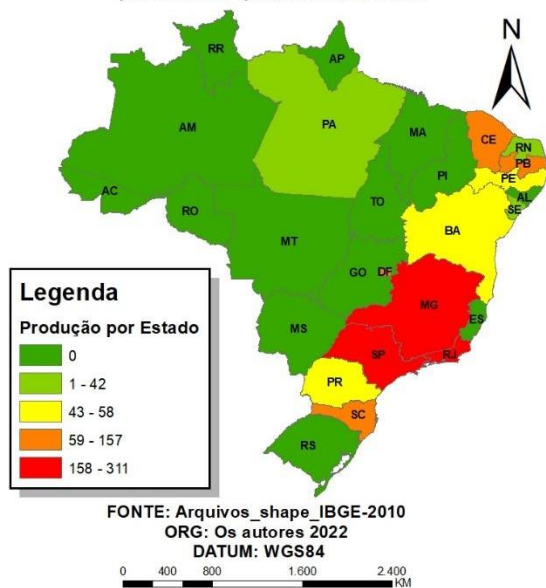 N
RR
AP
AM
PA
MA
CE
RN
PB
PE
AL
SE
PI
AC
RO
TO
BA
MT
GO
DF
MG
ES
MS
SP
RJ
PR
SC
RS
Legenda
Produção por Estado
0
1 - 42
43 - 58
59 - 157
158 - 311
FONTE: Arquivos_shape_IBGE-2010
ORG: Os autores 2022
DATUM: WGS84
0 400 800 1.600 2.400
KM